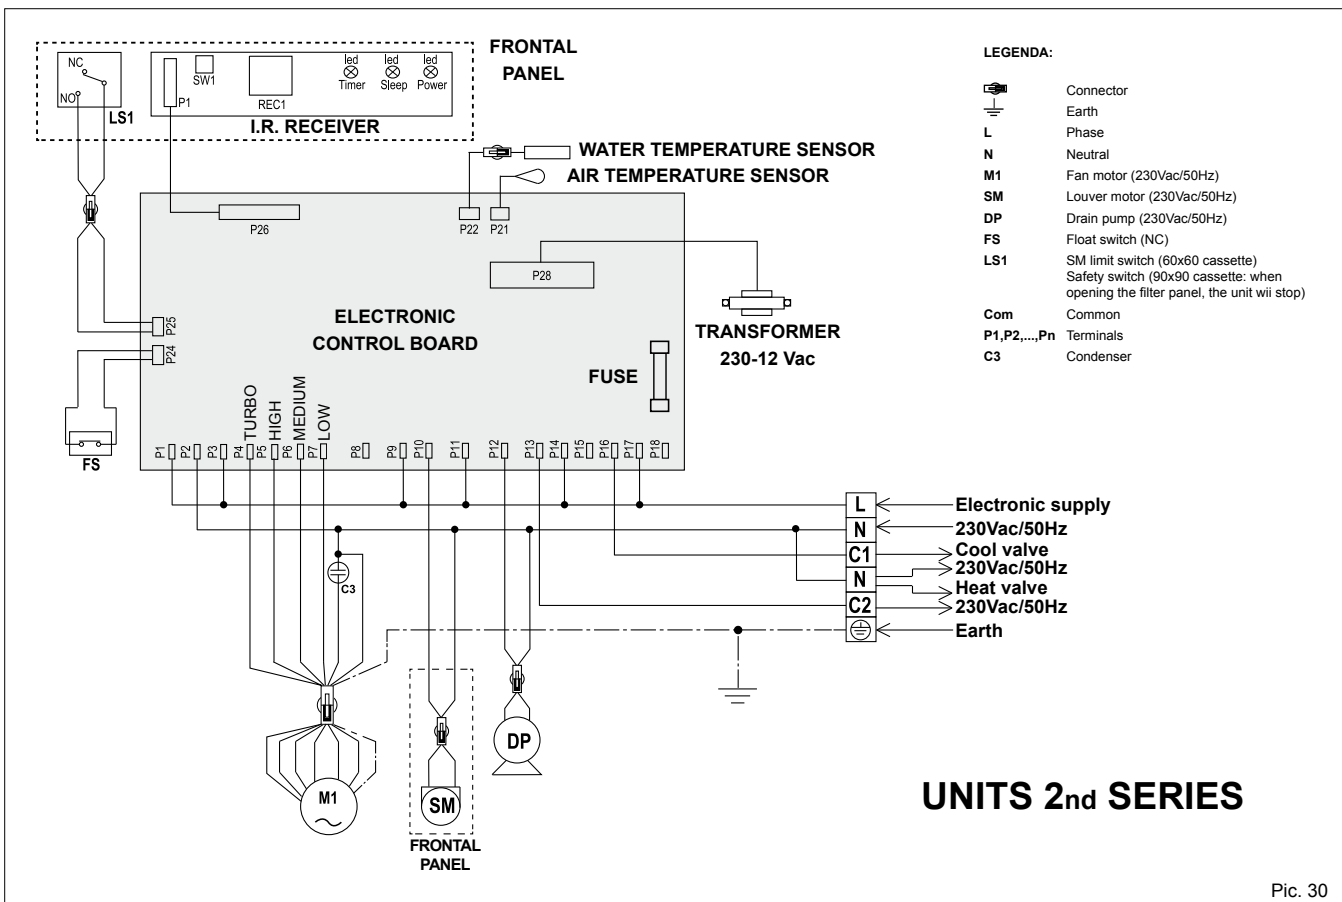 FRONTAL
PANEL
NC
NO
LS1
P1
SW1
REC1
led
Timer
led
Sleep
led
Power
I.R. RECEIVER
LEGENDA:
Connector
Earth
L Phase
N Neutral
M1 Fan motor (230Vac/50Hz)
SM Louver motor (230Vac/50Hz)
DP Drain pump (230Vac/50Hz)
FS Float switch (NC)
LS1 SM limit switch (60x60 cassette)
Safety switch (90x90 cassette: when
opening the filter panel, the unit wii stop)
Com Common
P1,P2,...,Pn Terminals
C3 Condenser
WATER TEMPERATURE SENSOR
AIR TEMPERATURE SENSOR
P26
P22
P21
P28
TRANSFORMER
230-12 Vac
ELECTRONIC
CONTROL BOARD
P25
P24
FUSE
FS
TURBO
HIGH
MEDIUM
LOW
P1
P2
P3
P4
P5
P6
P7
P8
P9
P10
P11
P12
P13
P14
P15
P16
P17
P18
L Electronic supply
N 230Vac/50Hz
C1 Cool valve
230Vac/50Hz
N Heat valve
C2 230Vac/50Hz
Earth
C3
M1
SM
DP
FRONTAL
PANEL
UNITS 2nd SERIES
Pic. 30